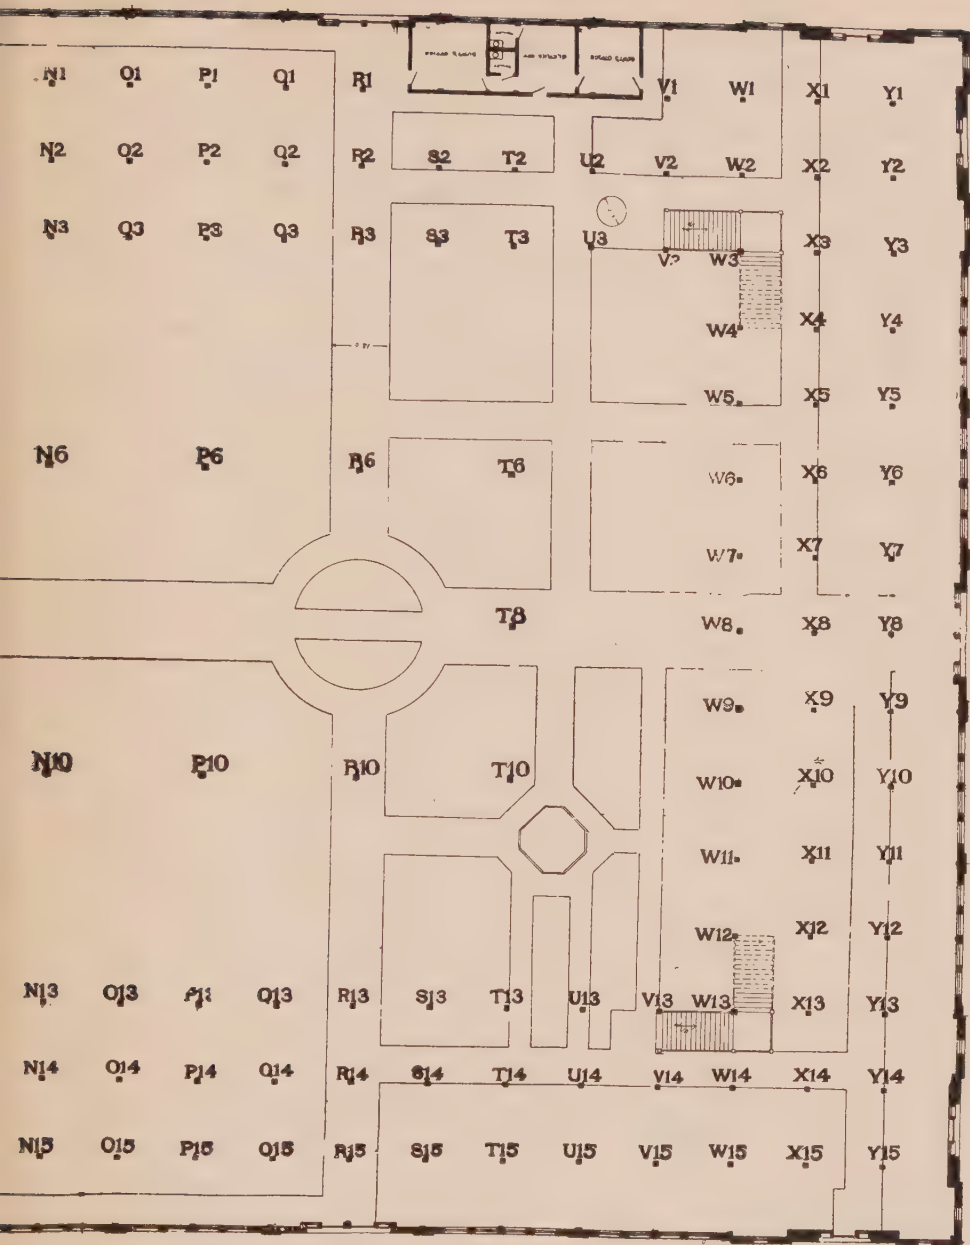 SUPTS OFFICE
N1 O1 P1 Q1 R1 V1 W1 X1 Y1
N2 O2 P2 Q2 R2 S2 T2 U2 V2 W2 X2 Y2
N3 O3 P3 Q3 R3 S3 T3 U3 W3 X3 Y3
W4 X4 Y4
W5 X5 Y5
N6 P6 R6 T6 W6 X6 Y6
W7 X7 Y7
T8 W8 X8 Y8
W9 X9 Y9
N10 P10 R10 T10 W10 X10 Y10
W11 X11 Y11
W12 X12 Y12
N13 O13 Q13 R13 S13 T13 U13 V13 W13 X13 Y13
N14 O14 P14 Q14 R14 S14 T14 U14 V14 W14 X14 Y14
N15 O15 P15 Q15 R15 S15 T15 U15 V15 W15 X15 Y15